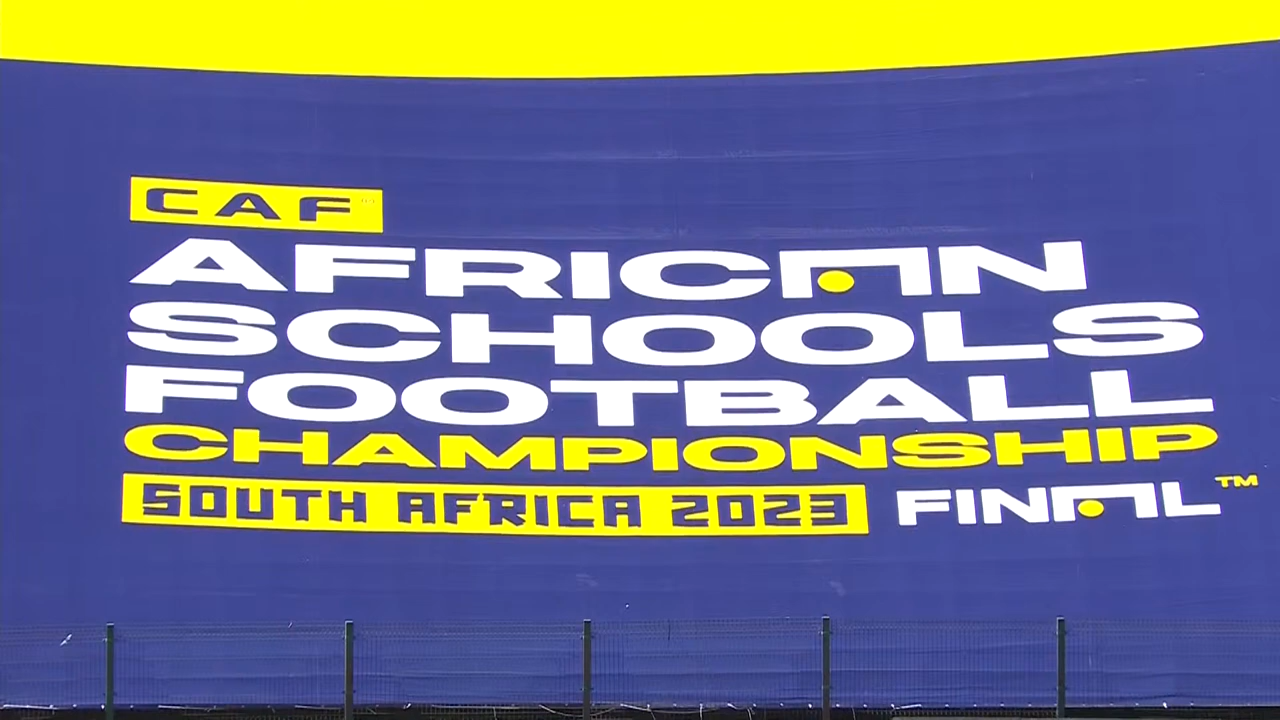 CAF
AFRICAN
SCHOOLS
FOOTBALL
CHAMPIONSHIP
SOUTH AFRICA 2023 FINAL™